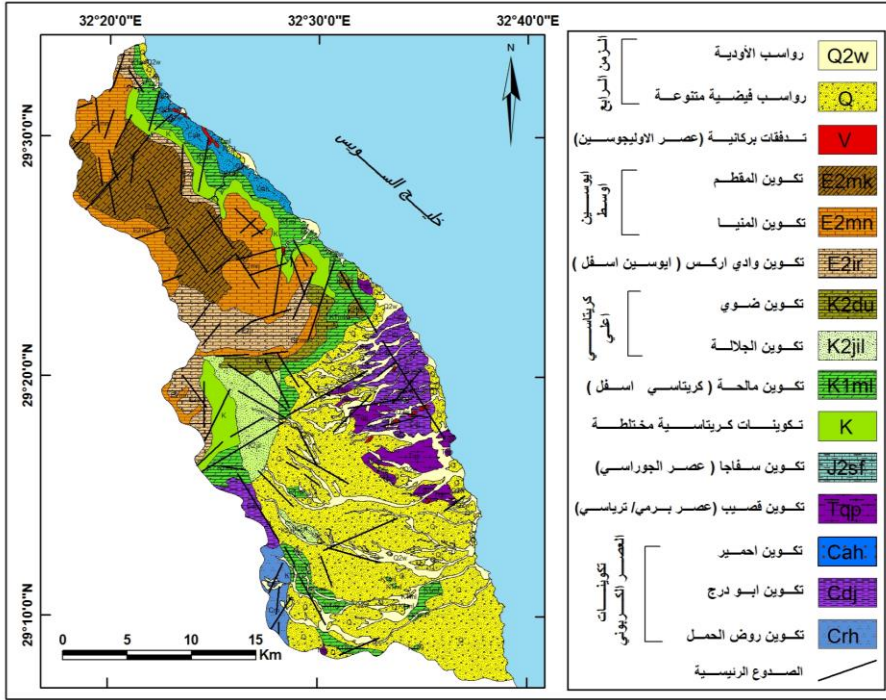 32°20'0"E 32°30'0"E 32°40'0"E
29°30'0"N
29°20'0"N
29°10'0"N
N
خليج السويس
0 5 10 15
Km
الزمن الرابع
رواسب الأودية Q2w
رواسب فيضية متنوعة Q
تدفقات بركانية (عصر الاوليجوسين) V
ايوسين اوسط
تكوين المقطم E2mk
تكوين المنيا E2mn
تكوين وادي اركس ( ايوسين اسفل ) E2ir
كريتاسي اعلي
تكوين ضوي K2du
تكوين الجلالة K2jil
تكوين مالحة ( كريتاسي اسفل ) K1ml
تكوينات كريتاسية مختلطة K
تكوين سفاجا ( عصر الجوراسي) J2sf
تكوين قصيب (عصر برمي/ ترياسي) Tqp
تكوينات العصر الكربوني
تكوين احمير Cah
تكوين ابو درج Cdj
تكوين روض الحمل Crh
الصدوع الرئيسية